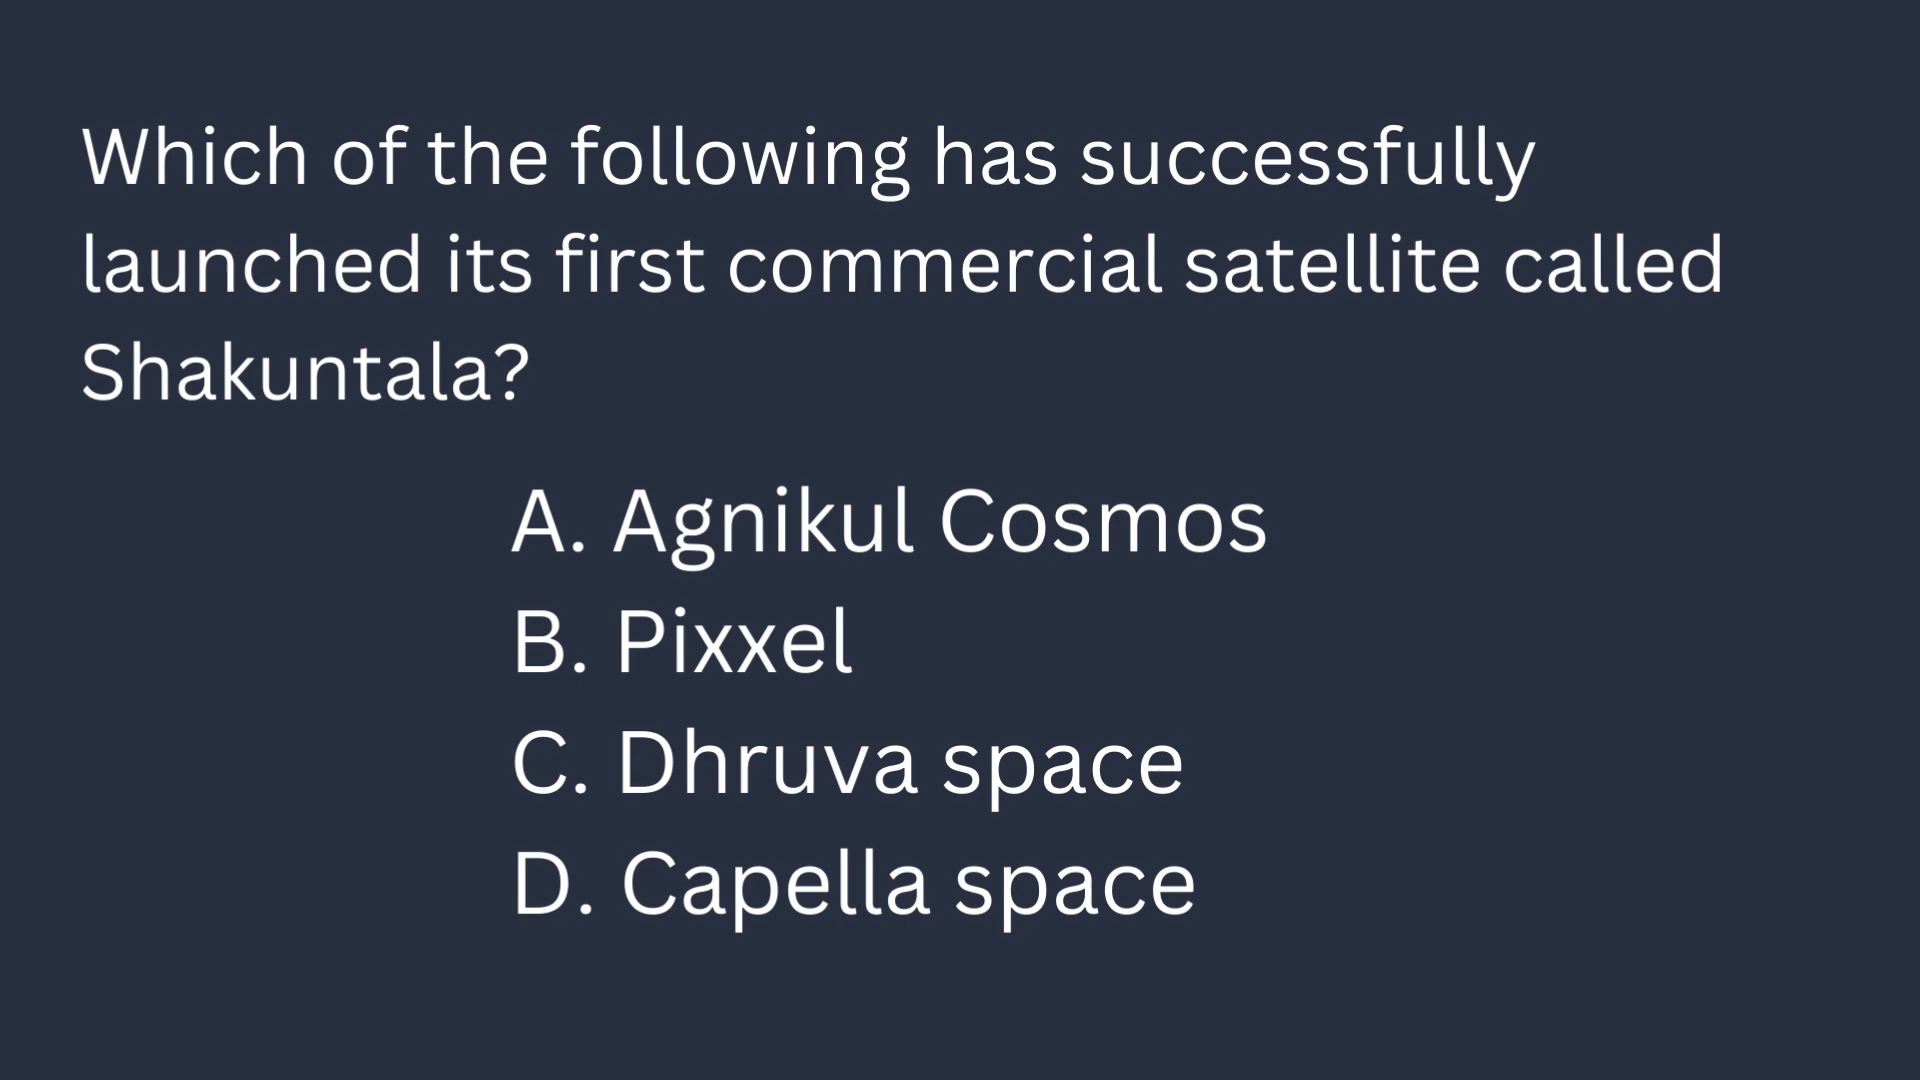 Which of the following has successfully
launched its first commercial satellite called
Shakuntala?
A. Agnikul Cosmos
B. Pixxel
C. Dhruva space
D. Capella space